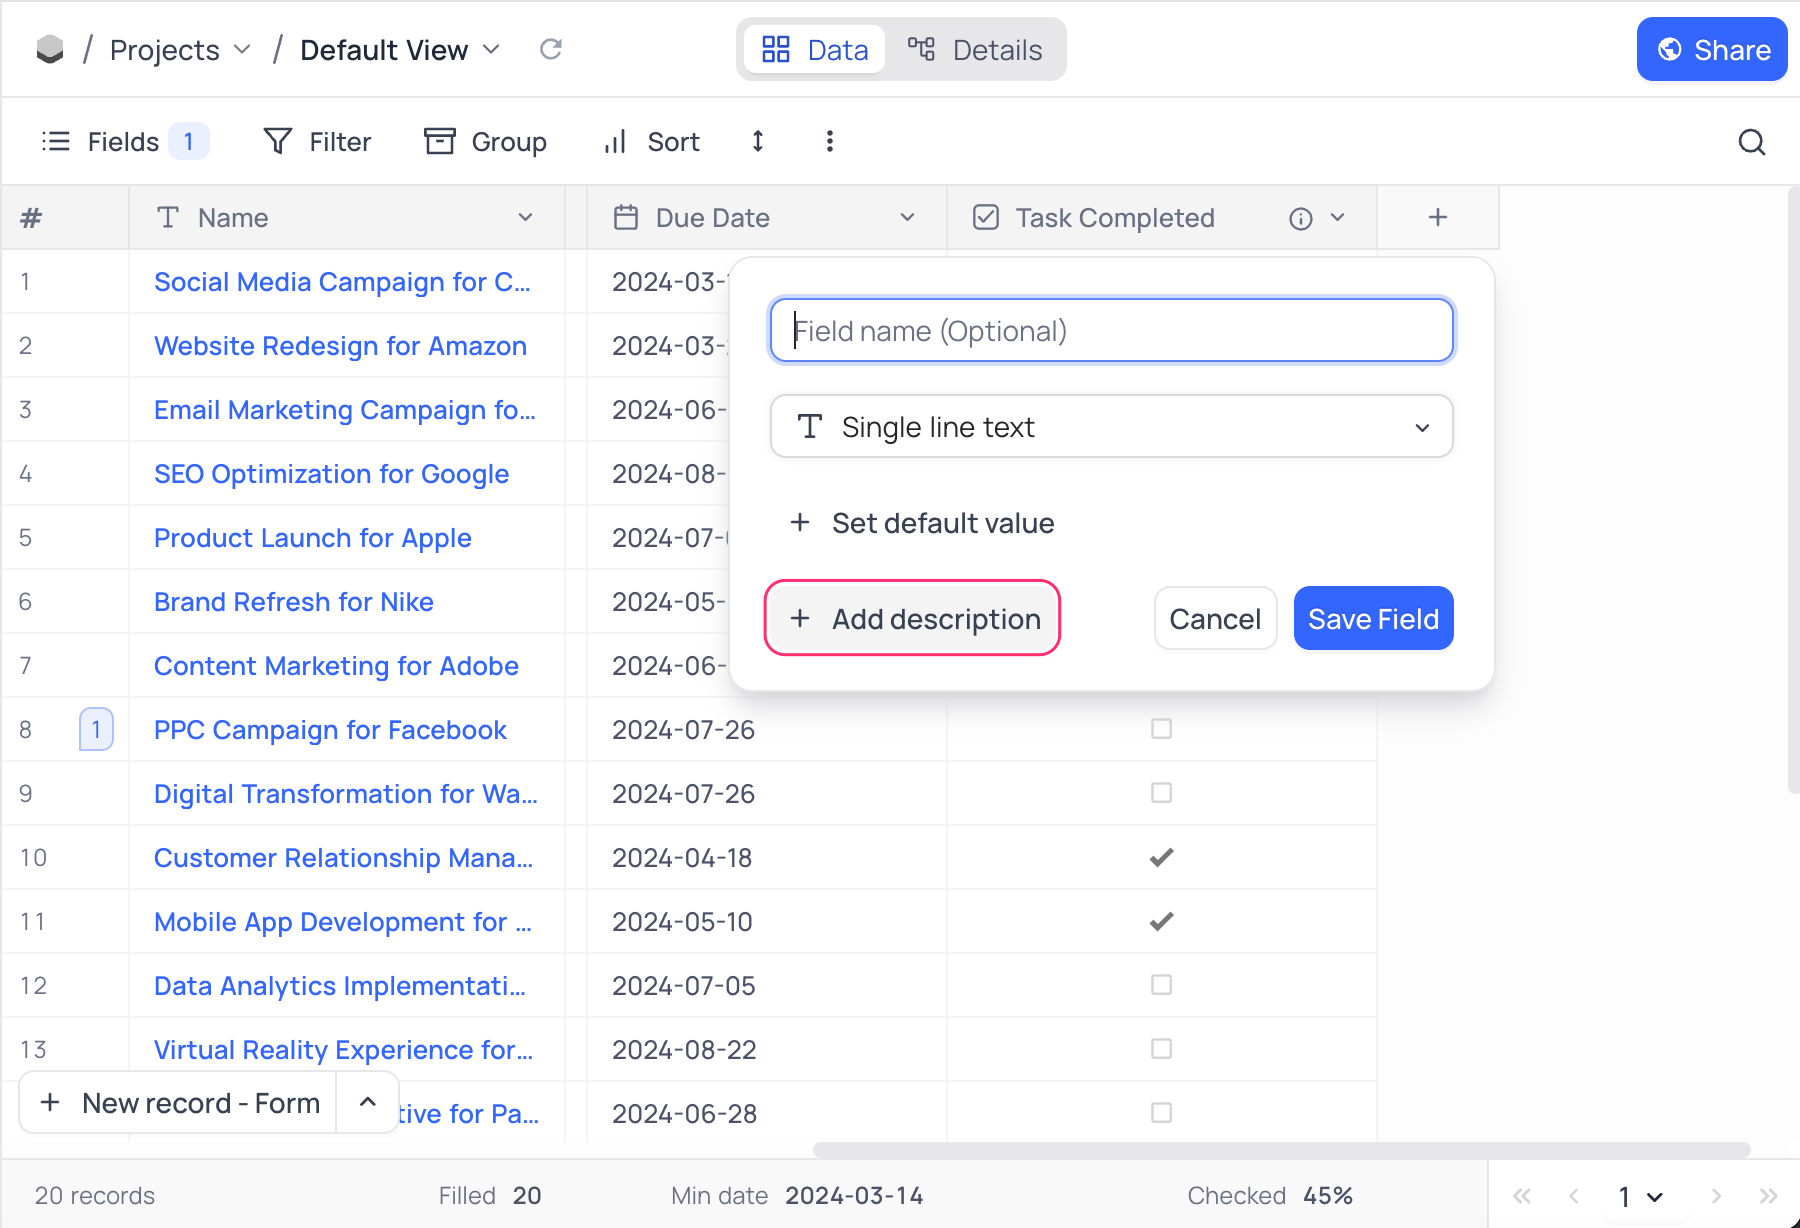 / Projects / Default View
Data Details
Share
Fields 1 Filter Group Sort
# Name Due Date Task Completed +
1 Social Media Campaign for C... 2024-03-
Field name (Optional)
2 Website Redesign for Amazon 2024-03-
3 Email Marketing Campaign fo... 2024-06-
Single line text
4 SEO Optimization for Google 2024-08-
+ Set default value
5 Product Launch for Apple 2024-07-
6 Brand Refresh for Nike 2024-05-
+ Add description Cancel Save Field
7 Content Marketing for Adobe 2024-06-
8 1 PPC Campaign for Facebook 2024-07-26
9 Digital Transformation for Wa... 2024-07-26
10 Customer Relationship Mana... 2024-04-18
11 Mobile App Development for ... 2024-05-10
12 Data Analytics Implementati... 2024-07-05
13 Virtual Reality Experience for... 2024-08-22
+ New record - Form
tive for Pa... 2024-06-28
20 records Filled 20 Min date 2024-03-14 Checked 45% 1